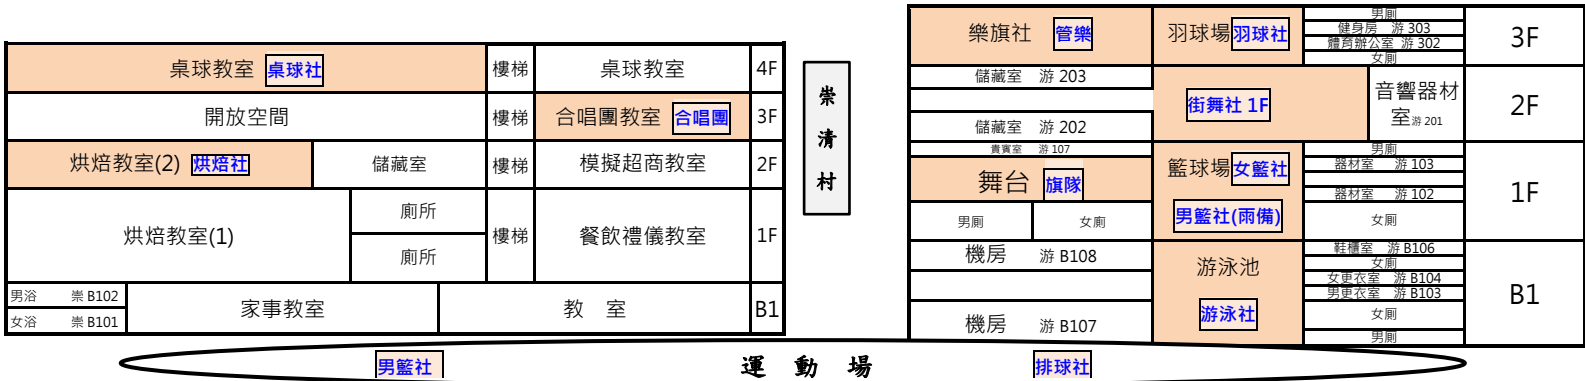 桌球教室 桌球社 樓梯 桌球教室 4F
開放空間 樓梯 合唱團教室 合唱團 3F
烘焙教室(2) 烘焙社 儲藏室 樓梯 模擬超商教室 2F
烘焙教室(1) 廁所 樓梯 餐飲禮儀教室 1F
廁所
男浴 崇 B102 家事教室 教 室 B1
女浴 崇 B101
崇清村
樂旗社 管樂 羽球場 羽球社 男廁 3F
健身房 游 303
體育辦公室 游 302
女廁
儲藏室 游 203 街舞社 1F 音響器材室游 201 2F
儲藏室 游 202
貴賓室 游 107 籃球場 女籃社 男廁 1F
舞台 旗隊 器材室 游 103
器材室 游 102
男廁 女廁 男籃社(雨備) 女廁
機房 游 B108 游泳池 鞋櫃室 游 B106 B1
女廁
女更衣室 游 B104
男更衣室 游 B103
機房 游 B107 游泳社 女廁
男廁
男籃社 運 動 場 排球社